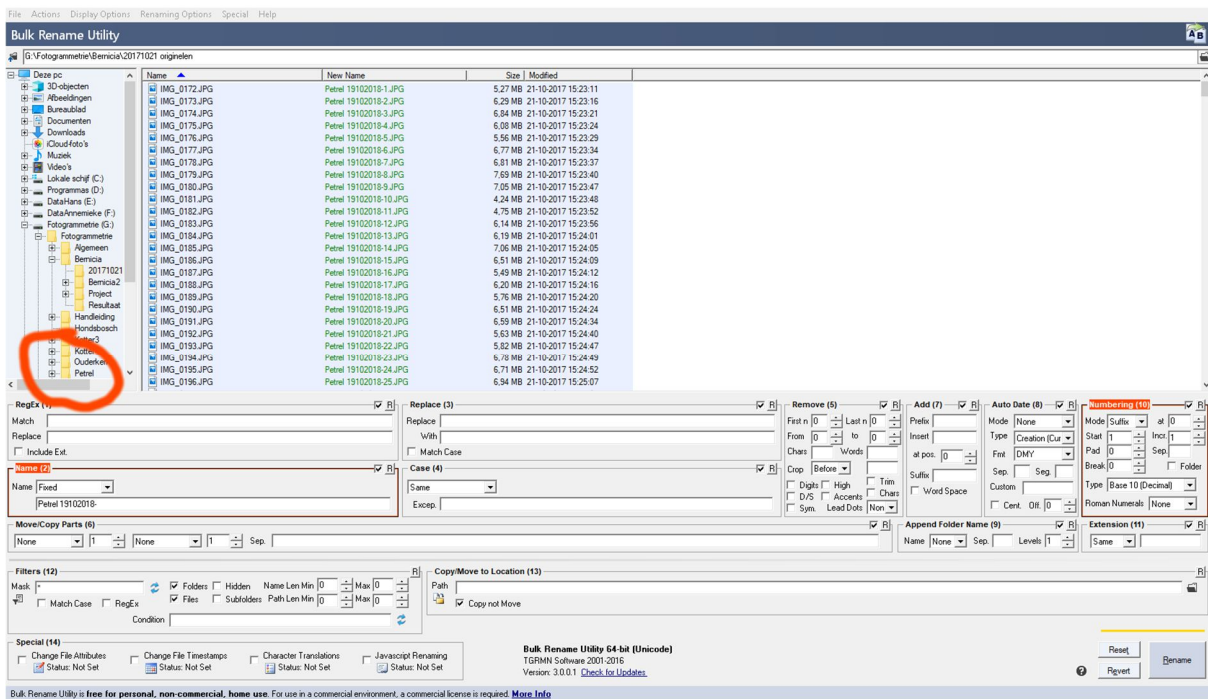 File Actions Display Options Renaming Options Special Help
Bulk Rename Utility
G:\Fotogrammetrie\Bernicia\20171021 originelen
Deze pc
3D-objecten
Afbeeldingen
Bureaublad
Documenten
Downloads
iCloud-foto's
Muziek
Video's
Lokale schijf (C:)
Programmas (D:)
DataHans (E:)
DataAnnemieke (F:)
Fotogrammetrie (G:)
Fotogrammetrie
Algemeen
Bernicia
20171021
Bernicia2
Project
Resultaat
Handleiding
Hondsbosch
Kotter3
Petrel
Name New Name Size Modified
IMG_0172.JPG Petrel 19102018-1.JPG 5,27 MB 21-10-2017 15:23:11
IMG_0173.JPG Petrel 19102018-2.JPG 6,29 MB 21-10-2017 15:23:16
IMG_0174.JPG Petrel 19102018-3.JPG 6,84 MB 21-10-2017 15:23:21
IMG_0175.JPG Petrel 19102018-4.JPG 6,08 MB 21-10-2017 15:23:24
IMG_0176.JPG Petrel 19102018-5.JPG 5,56 MB 21-10-2017 15:23:29
IMG_0177.JPG Petrel 19102018-6.JPG 6,77 MB 21-10-2017 15:23:34
IMG_0178.JPG Petrel 19102018-7.JPG 6,81 MB 21-10-2017 15:23:37
IMG_0179.JPG Petrel 19102018-8.JPG 7,69 MB 21-10-2017 15:23:40
IMG_0180.JPG Petrel 19102018-9.JPG 7,05 MB 21-10-2017 15:23:47
IMG_0181.JPG Petrel 19102018-10.JPG 4,24 MB 21-10-2017 15:23:48
IMG_0182.JPG Petrel 19102018-11.JPG 4,75 MB 21-10-2017 15:23:52
IMG_0183.JPG Petrel 19102018-12.JPG 6,14 MB 21-10-2017 15:23:56
IMG_0184.JPG Petrel 19102018-13.JPG 6,19 MB 21-10-2017 15:24:01
IMG_0185.JPG Petrel 19102018-14.JPG 7,06 MB 21-10-2017 15:24:05
IMG_0186.JPG Petrel 19102018-15.JPG 6,51 MB 21-10-2017 15:24:09
IMG_0187.JPG Petrel 19102018-16.JPG 5,49 MB 21-10-2017 15:24:12
IMG_0188.JPG Petrel 19102018-17.JPG 6,20 MB 21-10-2017 15:24:16
IMG_0189.JPG Petrel 19102018-18.JPG 5,76 MB 21-10-2017 15:24:20
IMG_0190.JPG Petrel 19102018-19.JPG 6,51 MB 21-10-2017 15:24:24
IMG_0191.JPG Petrel 19102018-20.JPG 6,59 MB 21-10-2017 15:24:34
IMG_0192.JPG Petrel 19102018-21.JPG 5,63 MB 21-10-2017 15:24:40
IMG_0193.JPG Petrel 19102018-22.JPG 5,82 MB 21-10-2017 15:24:47
IMG_0194.JPG Petrel 19102018-23.JPG 6,78 MB 21-10-2017 15:24:49
IMG_0195.JPG Petrel 19102018-24.JPG 6,71 MB 21-10-2017 15:24:52
IMG_0196.JPG Petrel 19102018-25.JPG 6,94 MB 21-10-2017 15:25:07
RegEx (1) R
Match
Replace
Include Ext.
Name (2) R
Name Fixed
Petrel 19102018-
Replace (3) R
Replace
With
Match Case
Case (4) R
Same
Excep.
Remove (5) R
First n 0 Last n 0
From 0 to 0
Chars Words
Crop Before
Digits High Trim
D/S Accents Chars
Sym. Lead Dots Non
Add (7) R
Prefix
Insert
at pos. 0
Suffix
Word Space
Auto Date (8) R
Mode None
Type Creation (Cur
Fmt DMY
Sep. Seg.
Custom
Cent. Off. 0
Numbering (10) R
Mode Suffix at 0
Start 1 Incr. 1
Pad 0 Sep.
Break 0 Folder
Type Base 10 (Decimal)
Roman Numerals None
Move/Copy Parts (6) R
None 1 None 1 Sep.
Append Folder Name (9) R
Name None Sep. Levels 1
Extension (11) R
Same
Filters (12) R
Mask * Folders Hidden Name Len Min 0 Max 0
Match Case RegEx Files Subfolders Path Len Min 0 Max 0
Condition
Copy/Move to Location (13) R
Path
Copy not Move
Special (14)
Change File Attributes Change File Timestamps Character Translations Javascript Renaming
Status: Not Set Status: Not Set Status: Not Set Status: Not Set
Bulk Rename Utility 64-bit (Unicode)
TGRMN Software 2001-2016
Version: 3.0.0.1 Check for Updates
Reset
Revert
Rename
Bulk Rename Utility is free for personal, non-commercial, home use. For use in a commercial environment, a commercial license is required. More Info